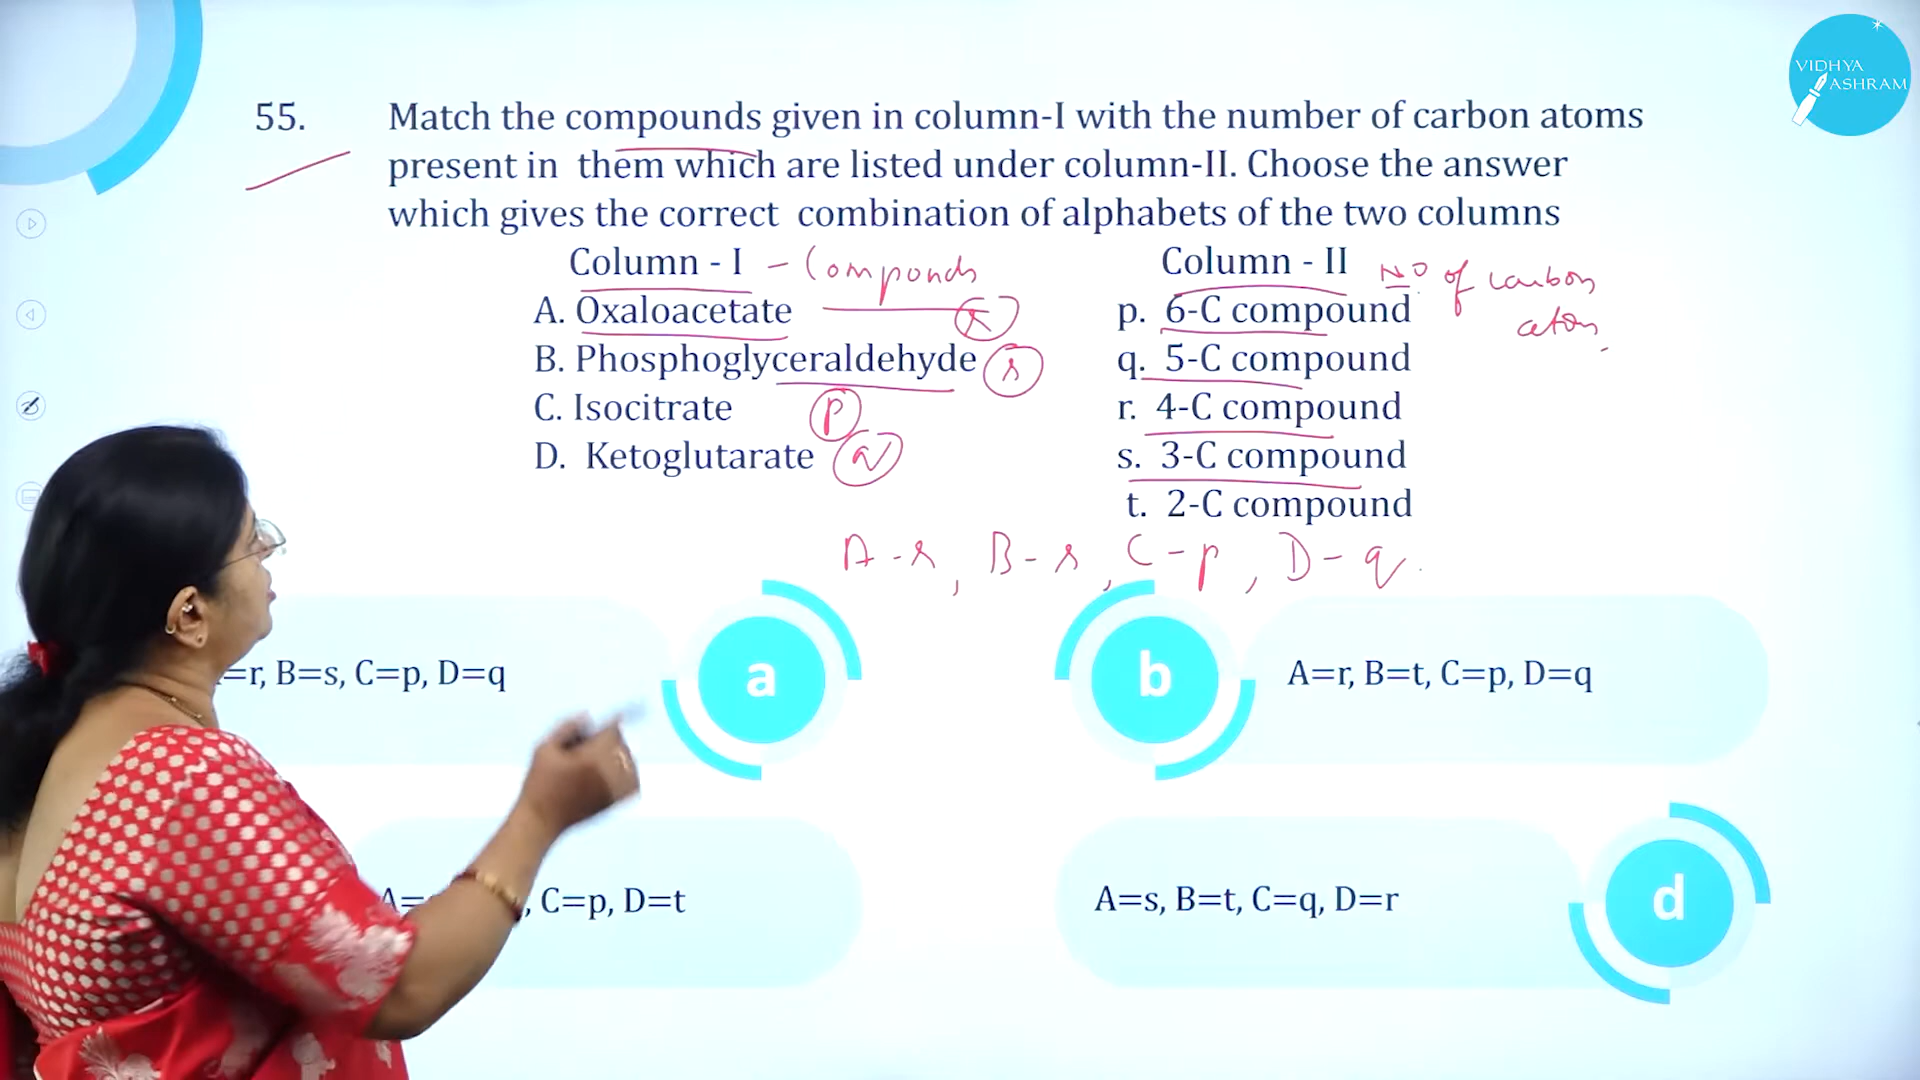 VIDHYA
ASHRAM
55. Match the compounds given in column-I with the number of carbon atoms
present in them which are listed under column-II. Choose the answer
which gives the correct combination of alphabets of the two columns
Column - I - Componds
Column - II No of carbon
atom
A. Oxaloacetate r
p. 6-C compound
B. Phosphoglyceraldehyde s
q. 5-C compound
C. Isocitrate p
r. 4-C compound
D. Ketoglutarate q
s. 3-C compound
t. 2-C compound
A - r, B - s, C - p, D - q.
=r, B=s, C=p, D=q
a
b
A=r, B=t, C=p, D=q
A= , C=p, D=t
A=s, B=t, C=q, D=r
d